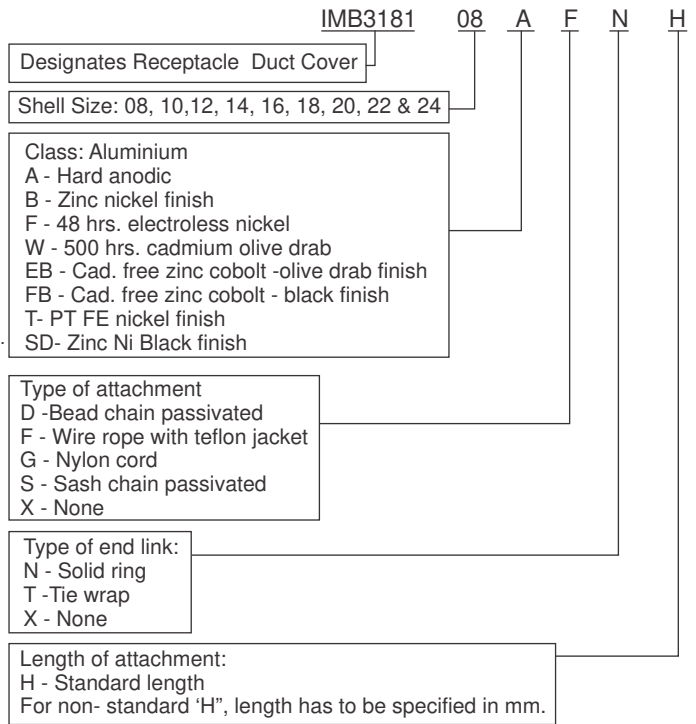 IMB3181 08 A F N H
Designates Receptacle Duct Cover
Shell Size: 08, 10,12, 14, 16, 18, 20, 22 & 24
Class: Aluminium
A - Hard anodic
B - Zinc nickel finish
F - 48 hrs. electroless nickel
W - 500 hrs. cadmium olive drab
EB - Cad. free zinc cobolt -olive drab finish
FB - Cad. free zinc cobolt - black finish
T- PT FE nickel finish
SD- Zinc Ni Black finish
Type of attachment
D -Bead chain passivated
F - Wire rope with teflon jacket
G - Nylon cord
S - Sash chain passivated
X - None
Type of end link:
N - Solid ring
T -Tie wrap
X - None
Length of attachment:
H - Standard length
For non- standard ‘H”, length has to be specified in mm.